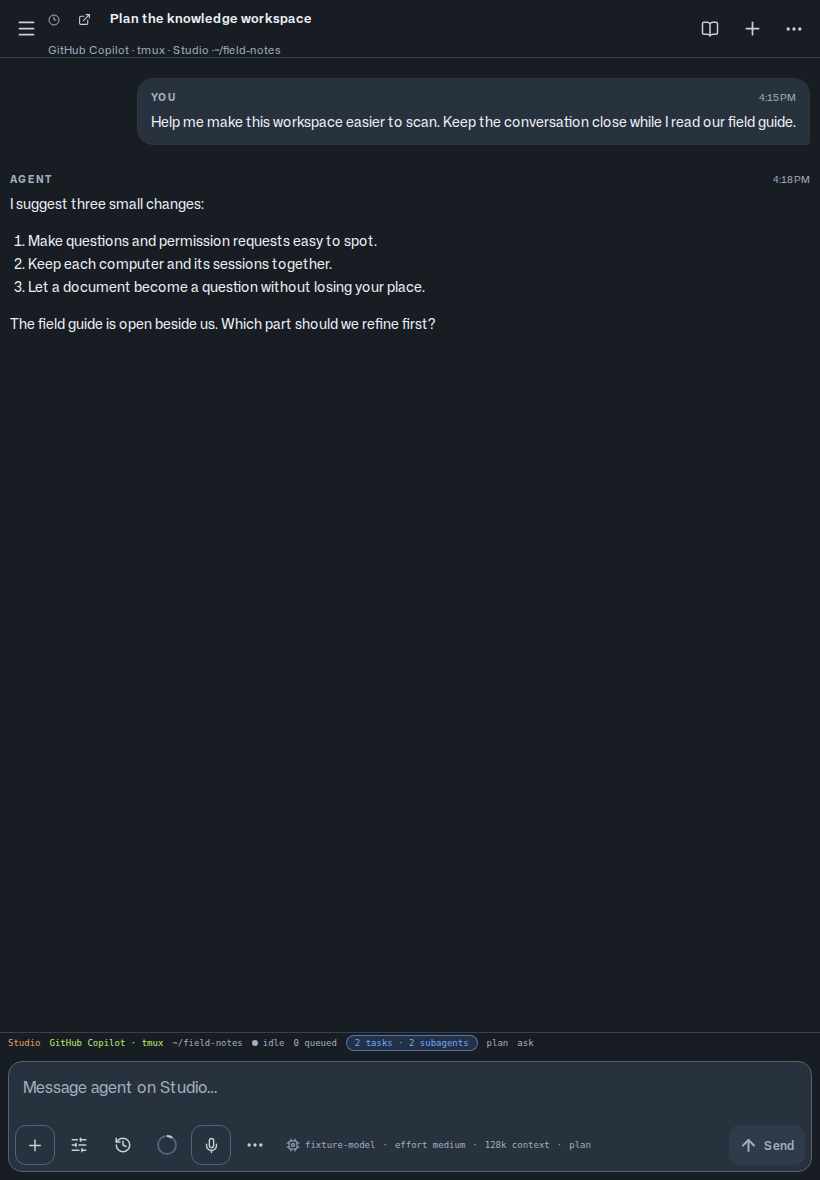 Plan the knowledge workspace
GitHub Copilot · tmux · Studio ·~/field-notes
YOU
4:15 PM
Help me make this workspace easier to scan. Keep the conversation close while I read our field guide.
AGENT
4:18 PM
I suggest three small changes:
1. Make questions and permission requests easy to spot.
2. Keep each computer and its sessions together.
3. Let a document become a question without losing your place.
The field guide is open beside us. Which part should we refine first?
Studio GitHub Copilot · tmux ~/field-notes idle 0 queued 2 tasks · 2 subagents plan ask
Message agent on Studio...
fixture-model · effort medium · 128k context · plan
Send